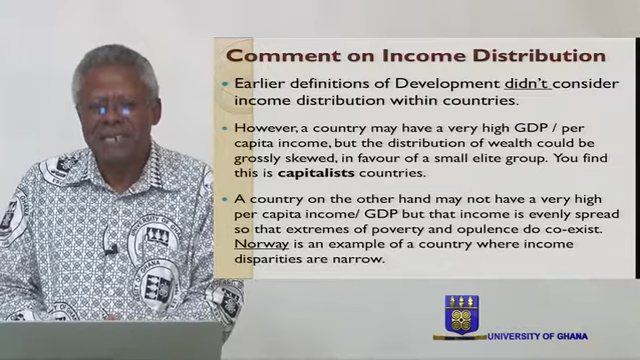 Comment on Income Distribution
• Earlier definitions of Development didn't consider
income distribution within countries.
• However, a country may have a very high GDP / per
capita income, but the distribution of wealth could be
grossly skewed, in favour of a small elite group. You find
this is capitalists countries.
• A country on the other hand may not have a very high
per capita income/ GDP but that income is evenly spread
so that extremes of poverty and opulence do co-exist.
Norway is an example of a country where income
disparities are narrow.
UNIVERSITY OF GHANA
UNIVERSITY OF GHANA